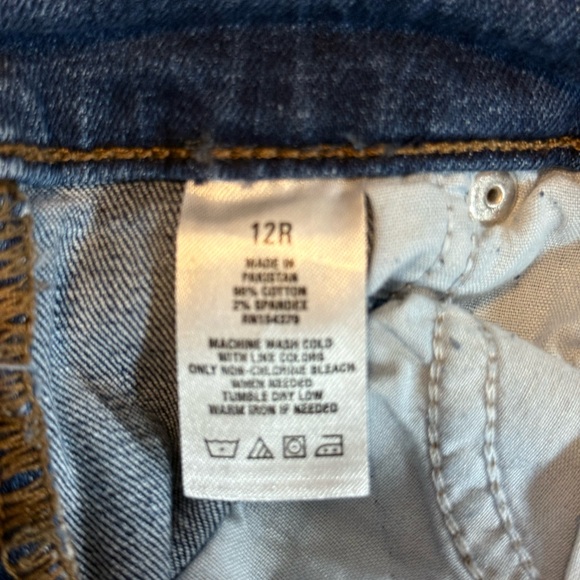 12R
MADE IN
PAKISTAN
98% COTTON
2% SPANDEX
RN104279
MACHINE WASH COLD
WITH LIKE COLORS
ONLY NON-CHLORINE BLEACH
WHEN NEEDED
TUMBLE DRY LOW
WARM IRON IF NEEDED